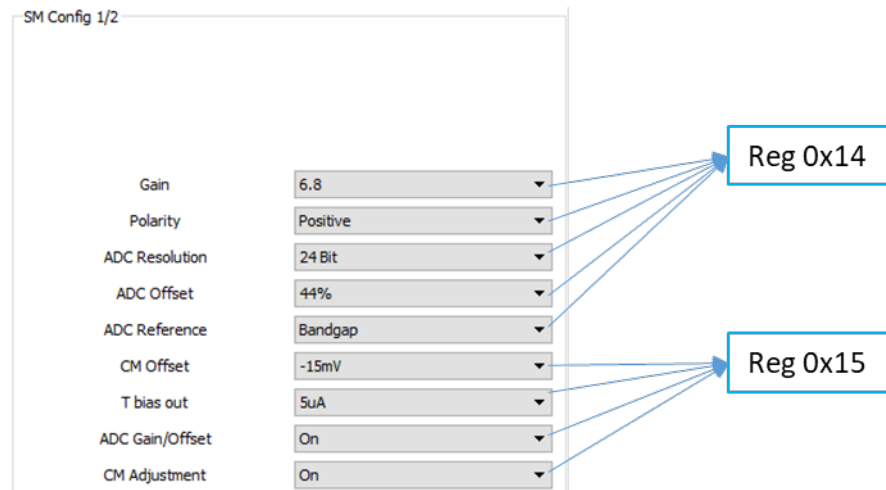 SM Config 1/2
Reg 0x14
Gain 6.8
Polarity Positive
ADC Resolution 24 Bit
ADC Offset 44%
ADC Reference Bandgap
CM Offset -15mV
Reg 0x15
T bias out 5uA
ADC Gain/Offset On
CM Adjustment On